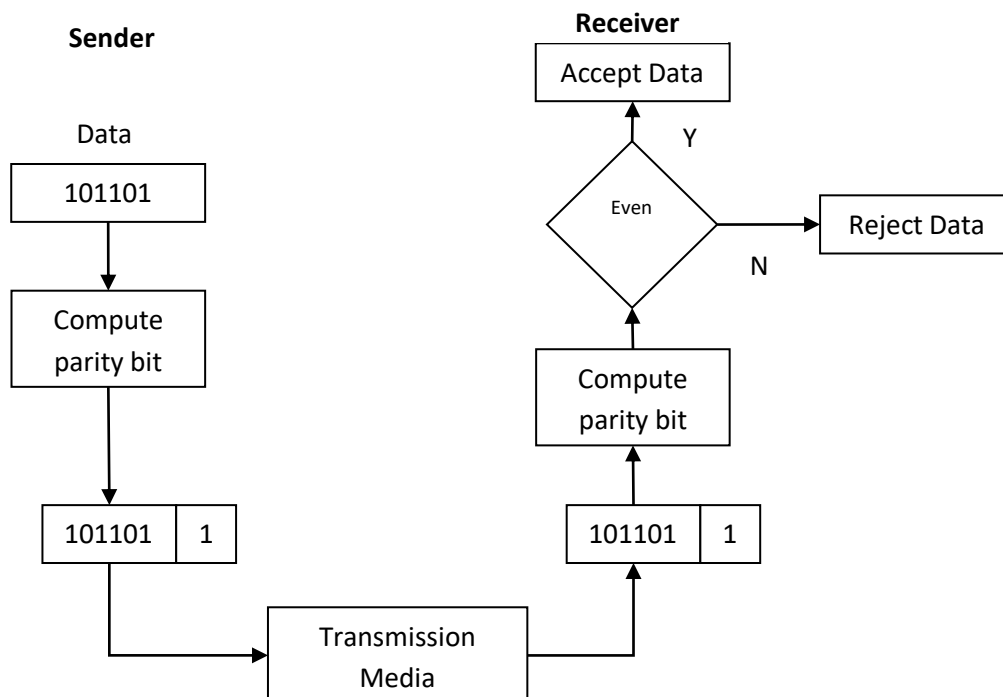 Sender
Receiver
Accept Data
Data
Y
101101
Even
Reject Data
N
Compute
parity bit
Compute
parity bit
101101 1
101101 1
Transmission
Media